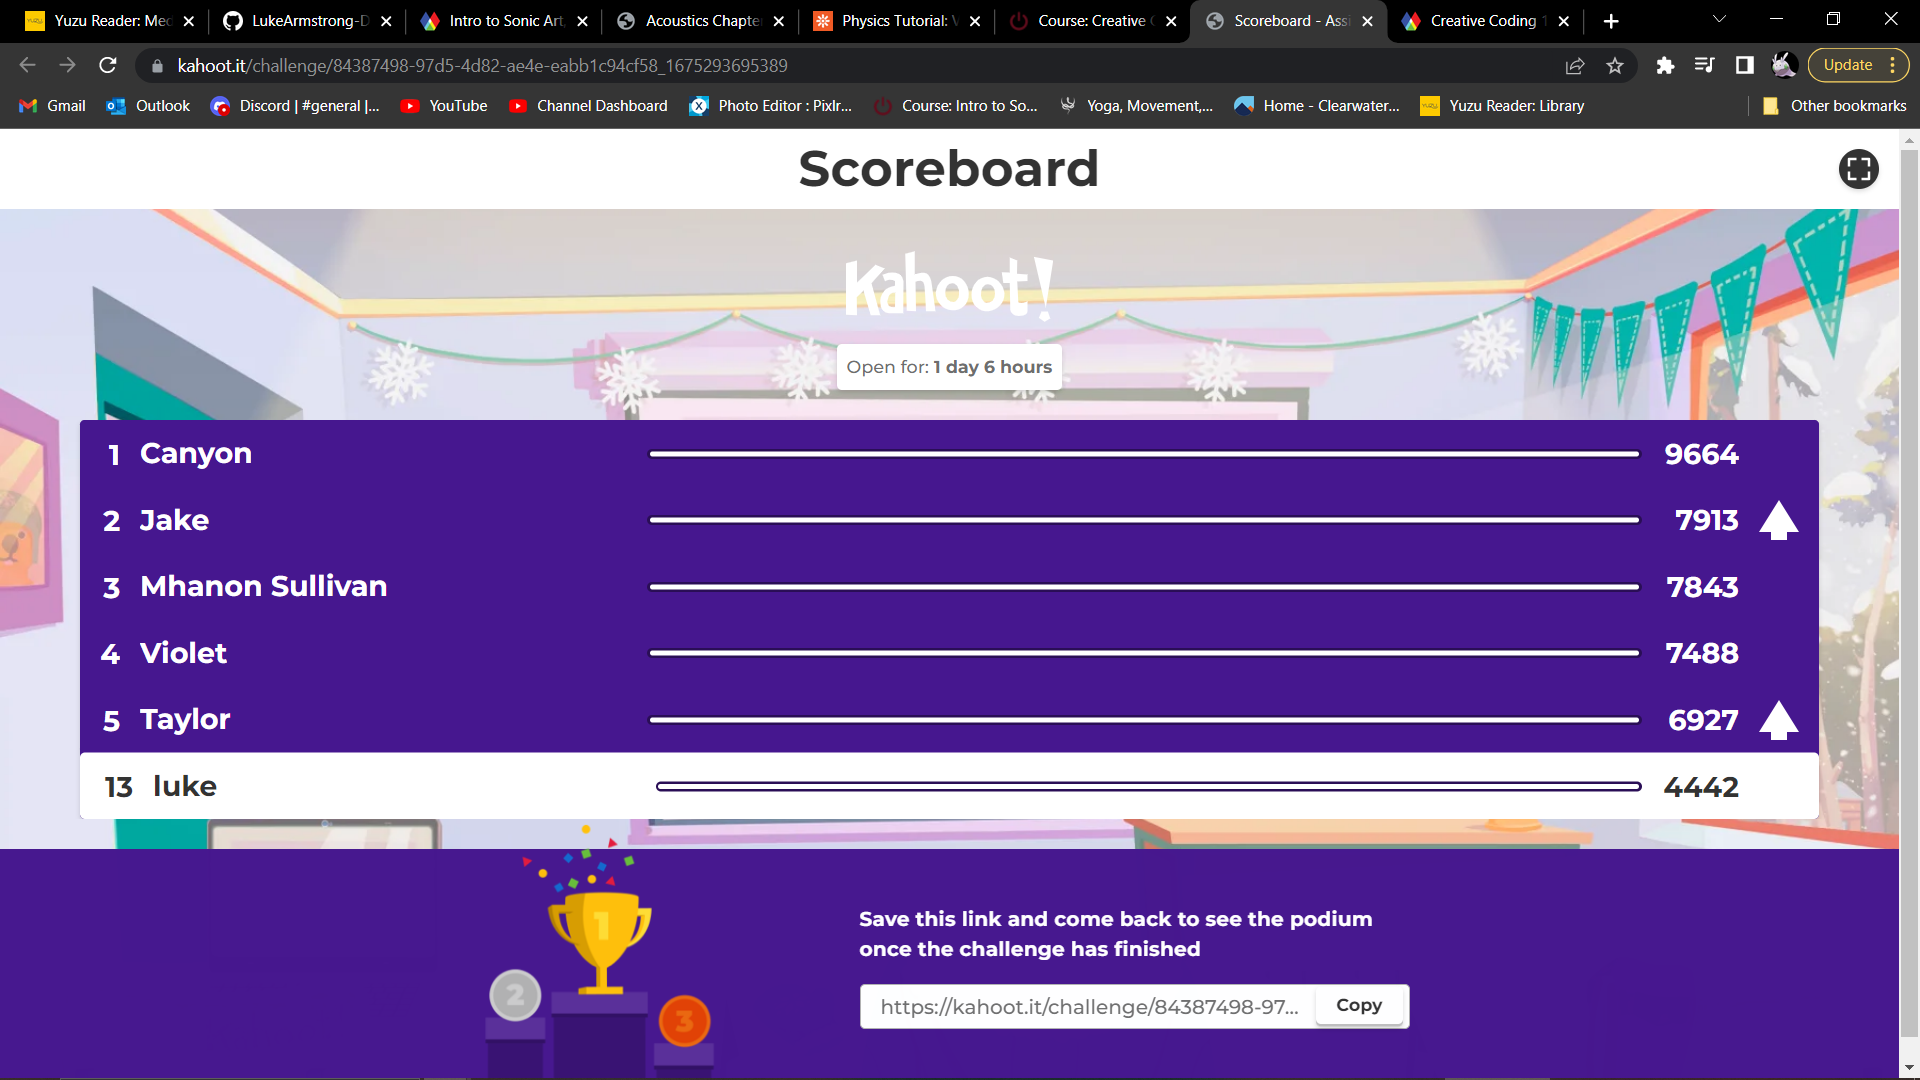 Yuzu Reader: Med
LukeArmstrong-D
Intro to Sonic Art,
Acoustics Chapte
Physics Tutorial: V
Course: Creative C
Scoreboard - Assi
Creative Coding 1
kahoot.it/challenge/84387498-97d5-4d82-ae4e-eabb1c94cf58_1675293695389
Update
Gmail
Outlook
Discord | #general |...
YouTube
Channel Dashboard
Photo Editor : Pixlr...
Course: Intro to So...
Yoga, Movement,...
Home - Clearwater...
Yuzu Reader: Library
Other bookmarks
Scoreboard
Kahoot!
Open for: 1 day 6 hours
1 Canyon 9664
2 Jake 7913
3 Mhanon Sullivan 7843
4 Violet 7488
5 Taylor 6927
13 luke 4442
1
2
3
Save this link and come back to see the podium
once the challenge has finished
https://kahoot.it/challenge/84387498-97...
Copy